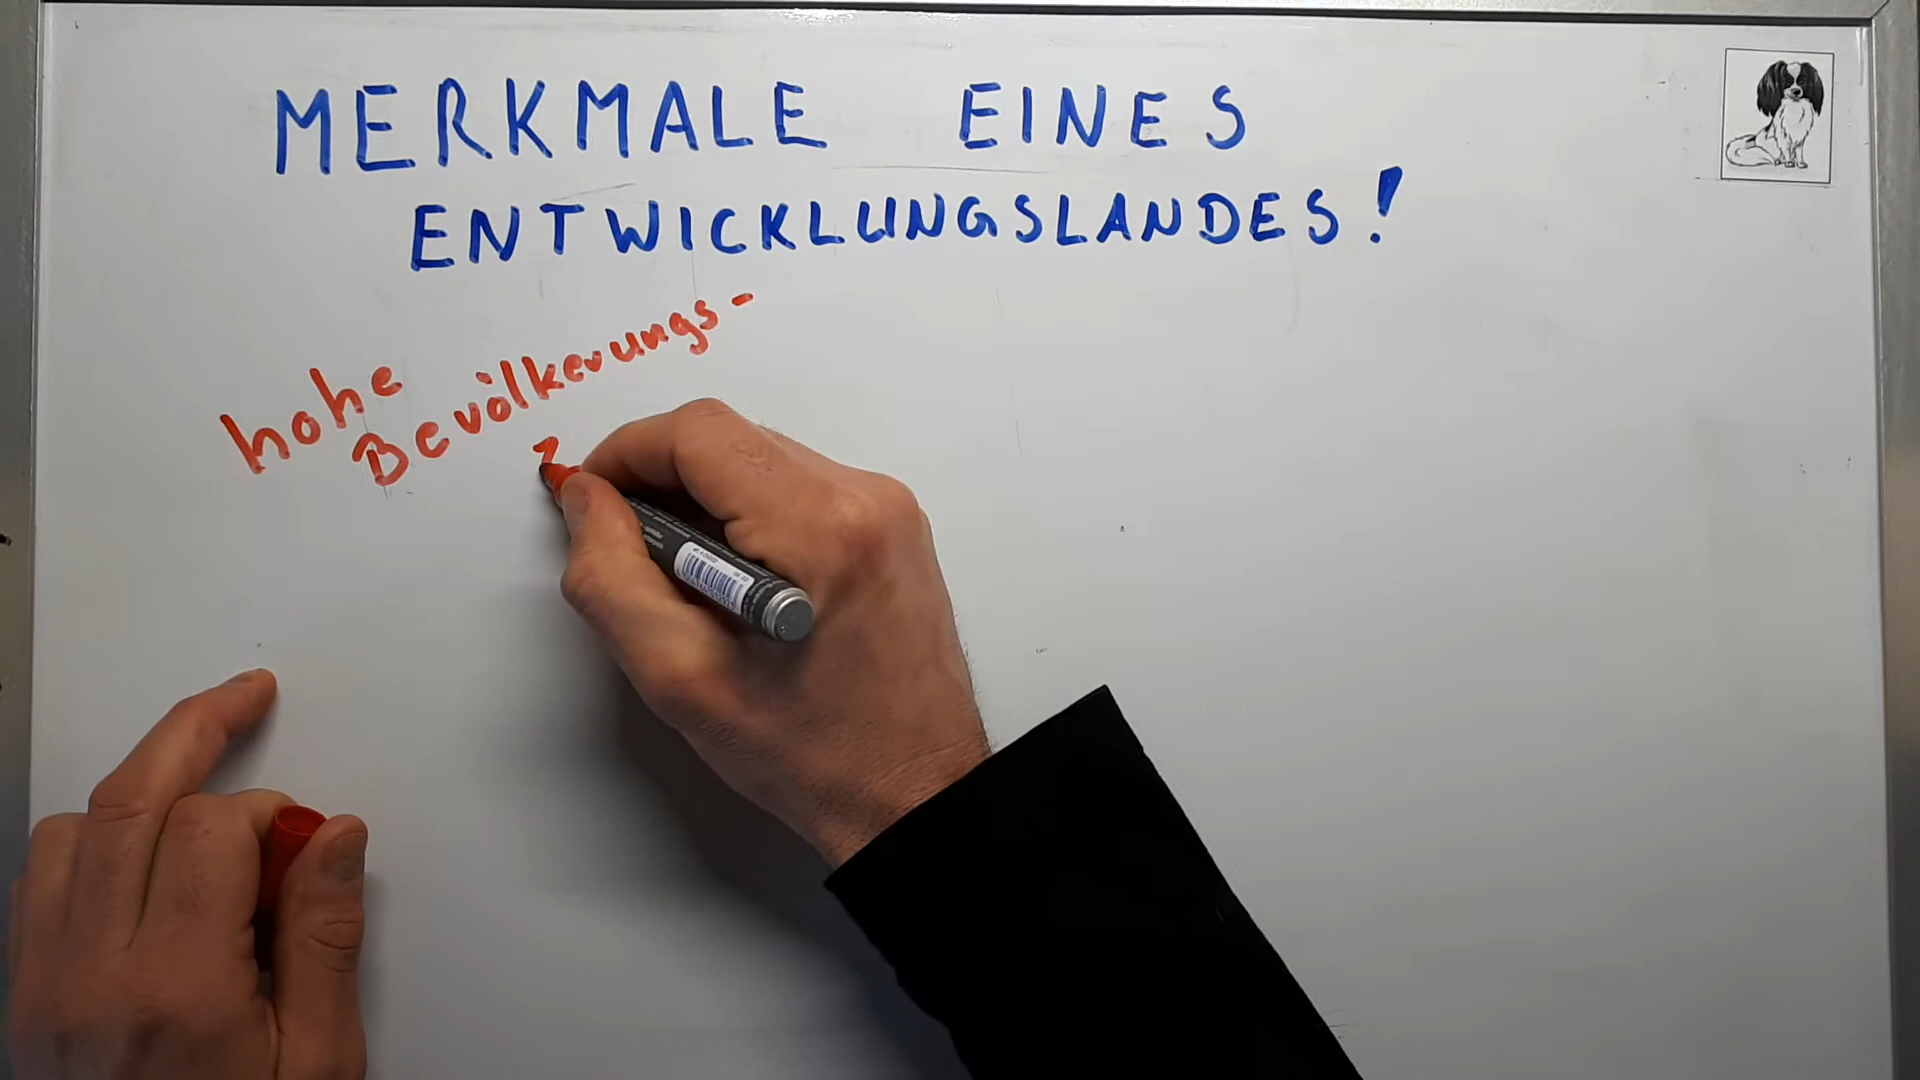 MERKMALE EINES
ENTWICKLUNGSLANDES!
hohe
Bevölkerungs-
z